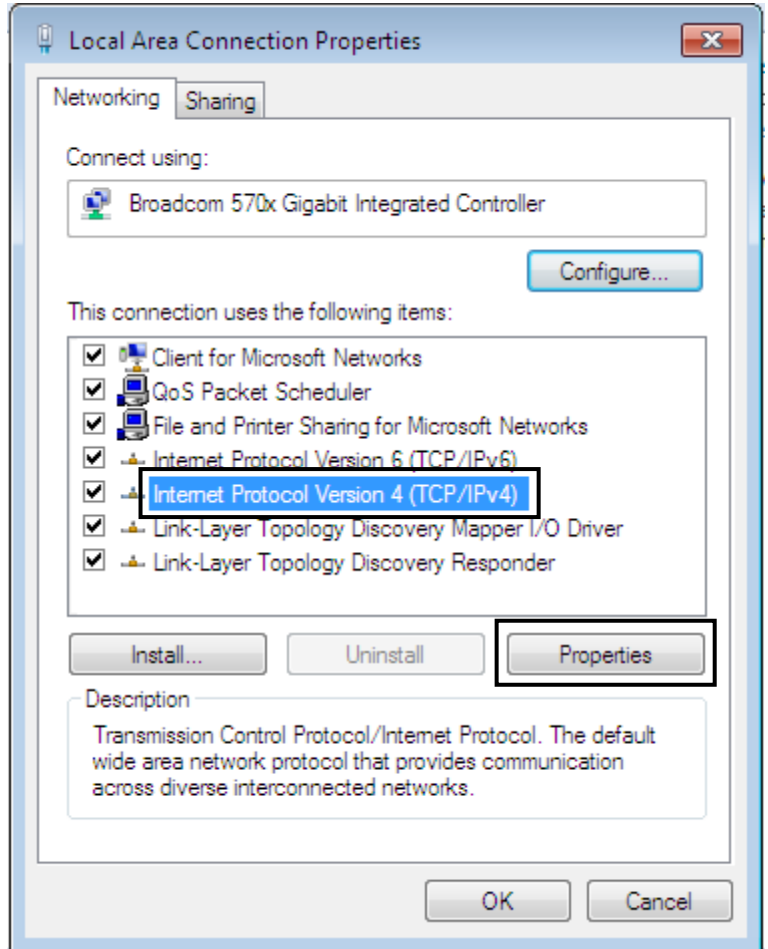 Local Area Connection Properties
Networking
Sharing
Connect using:
Broadcom 570x Gigabit Integrated Controller
Configure...
This connection uses the following items:
Client for Microsoft Networks
QoS Packet Scheduler
File and Printer Sharing for Microsoft Networks
Internet Protocol Version 6 (TCP/IPv6)
Internet Protocol Version 4 (TCP/IPv4)
Link-Layer Topology Discovery Mapper I/O Driver
Link-Layer Topology Discovery Responder
Install...
Uninstall
Properties
Description
Transmission Control Protocol/Internet Protocol. The default
wide area network protocol that provides communication
across diverse interconnected networks.
OK
Cancel